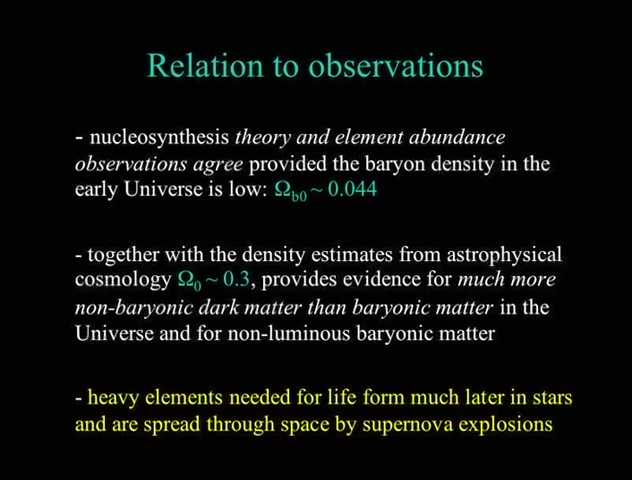 Relation to observations
- nucleosynthesis theory and element abundance
observations agree provided the baryon density in the
early Universe is low: Ωb0 ~ 0.044
- together with the density estimates from astrophysical
cosmology Ω0 ~ 0.3, provides evidence for much more
non-baryonic dark matter than baryonic matter in the
Universe and for non-luminous baryonic matter
- heavy elements needed for life form much later in stars
and are spread through space by supernova explosions